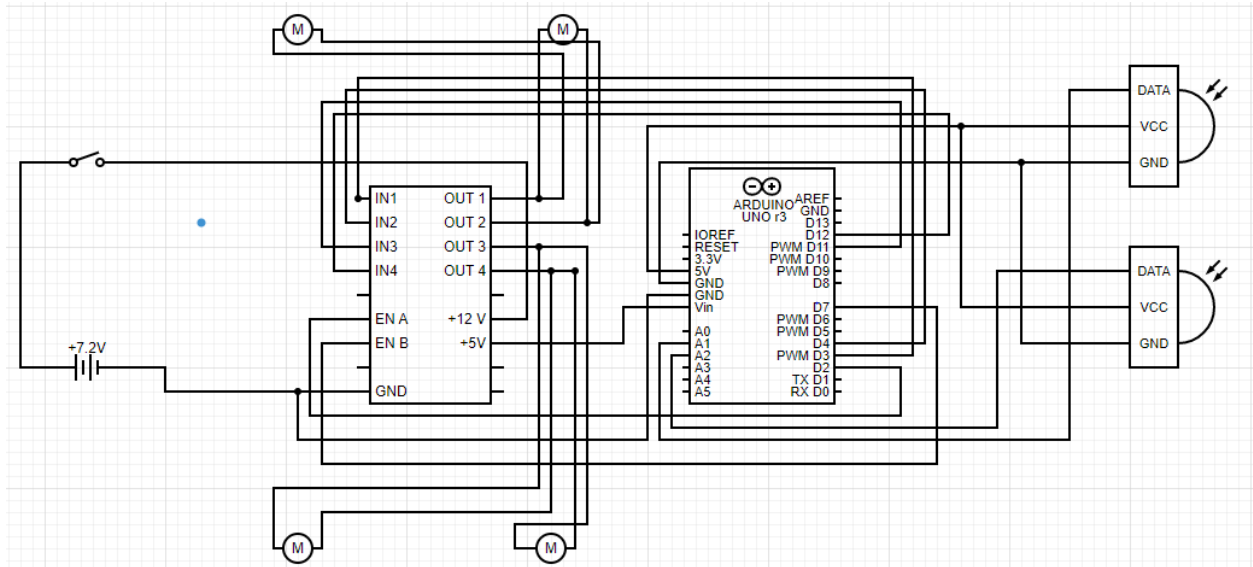 M
M
DATA
VCC
GND
IN1
OUT 1
IN2
OUT 2
IN3
OUT 3
IN4
OUT 4
EN A
+12 V
EN B
+5V
GND
+7.2V
ARDUINO
UNO r3
IOREF
RESET
3.3V
5V
GND
GND
Vin
A0
A1
A2
A3
A4
A5
AREF
GND
D13
D12
PWM D11
PWM D10
PWM D9
D8
D7
PWM D6
PWM D5
D4
PWM D3
D2
TX D1
RX D0
DATA
VCC
GND
M
M